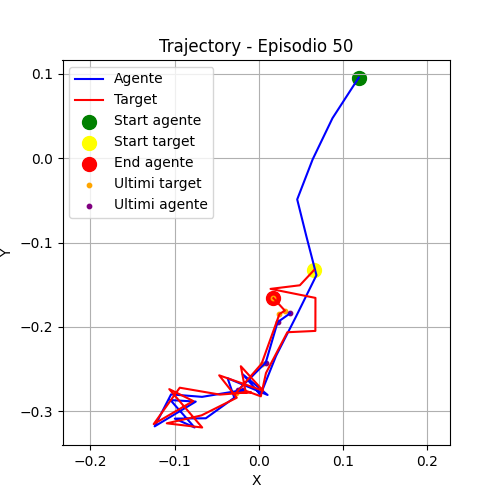 Trajectory - Episodio 50
Agente
Target
Start agente
Start target
End agente
Ultimi target
Ultimi agente
0.1
0.0
−0.1
−0.2
−0.3
Y
−0.2
−0.1
0.0
0.1
0.2
X